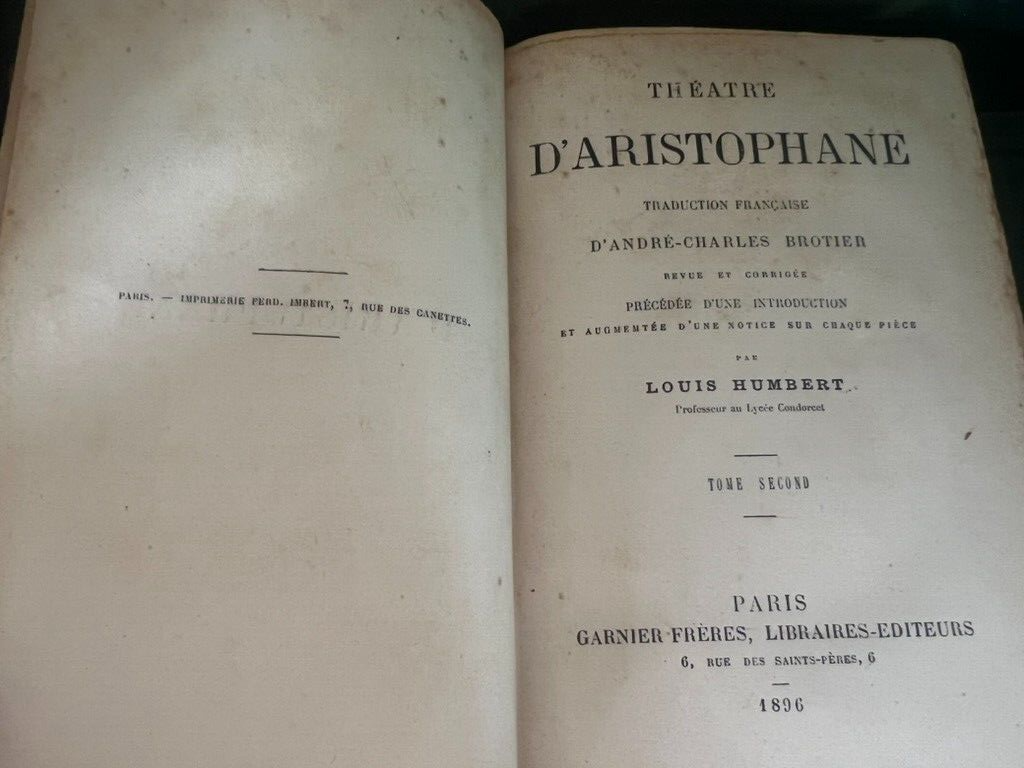 PARIS. — IMPRIMERIE FERD. IMBERT, 7, RUE DES CANETTES.
THÉATRE
D'ARISTOPHANE
TRADUCTION FRANÇAISE
D'ANDRÉ-CHARLES BROTIER
REVUE ET CORRIGÉE
PRÉCÉDÉE D'UNE INTRODUCTION
ET AUGMENTÉE D'UNE NOTICE SUR CHAQUE PIÈCE
PAR
LOUIS HUMBERT
Professeur au Lycée Condorcet
TOME SECOND
PARIS
GARNIER FRÈRES, LIBRAIRES-EDITEURS
6, RUE DES SAINTS-PÈRES, 6
1896